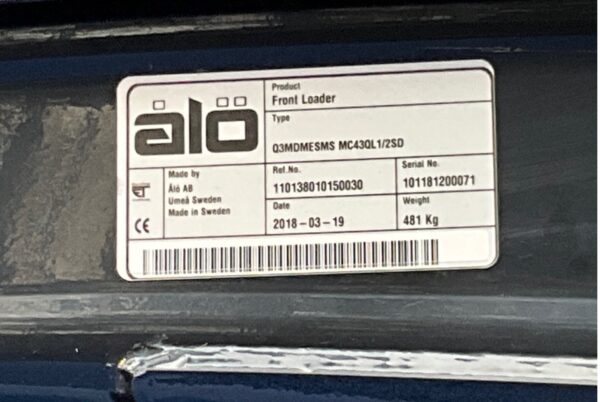 älö
Product
Front Loader
Type
Q3MDMESMS MC43QL1/2SD
Made by
Ålö AB
Umeå Sweden
Made in Sweden
CE
Ref.No.
110138010150030
Serial No.
101181200071
Date
2018-03-19
Weight
481 Kg